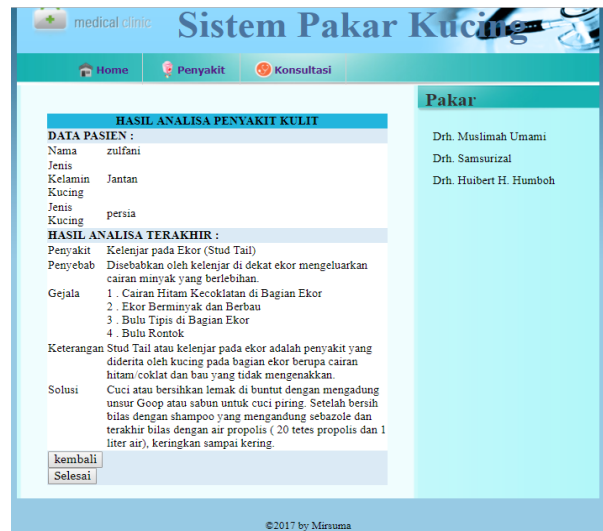 medical clinic
Sistem Pakar Kucing
Home Penyakit Konsultasi
HASIL ANALISA PENYAKIT KULIT
DATA PASIEN :
Nama zulfani
Jenis
Kelamin Jantan
Kucing
Jenis
Kucing persia
HASIL ANALISA TERAKHIR :
Penyakit Kelenjar pada Ekor (Stud Tail)
Penyebab Disebabkan oleh kelenjar di dekat ekor mengeluarkan
cairan minyak yang berlebihan.
Gejala 1 . Cairan Hitam Kecoklatan di Bagian Ekor
2 . Ekor Berminyak dan Berbau
3 . Bulu Tipis di Bagian Ekor
4 . Bulu Rontok
Keterangan Stud Tail atau kelenjar pada ekor adalah penyakit yang
diderita oleh kucing pada bagian ekor berupa cairan
hitam/coklat dan bau yang tidak mengenakkan.
Solusi Cuci atau bersihkan lemak di buntut dengan mengadung
unsur Goop atau sabun untuk cuci piring. Setelah bersih
bilas dengan shampoo yang mengandung sebazole dan
terakhir bilas dengan air propolis ( 20 tetes propolis dan 1
liter air), keringkan sampai kering.
kembali
Selesai
Pakar
Drh. Muslimah Umami
Drh. Samsurizal
Drh. Huibert H. Humboh
©2017 by Mirsuma